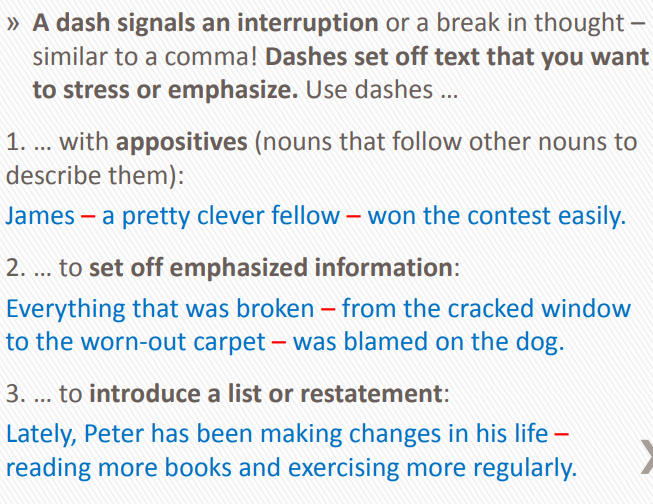 » A dash signals an interruption or a break in thought –
similar to a comma! Dashes set off text that you want
to stress or emphasize. Use dashes ...
1. ... with appositives (nouns that follow other nouns to
describe them):
James – a pretty clever fellow – won the contest easily.
2. ... to set off emphasized information:
Everything that was broken – from the cracked window
to the worn-out carpet – was blamed on the dog.
3. ... to introduce a list or restatement:
Lately, Peter has been making changes in his life –
reading more books and exercising more regularly.